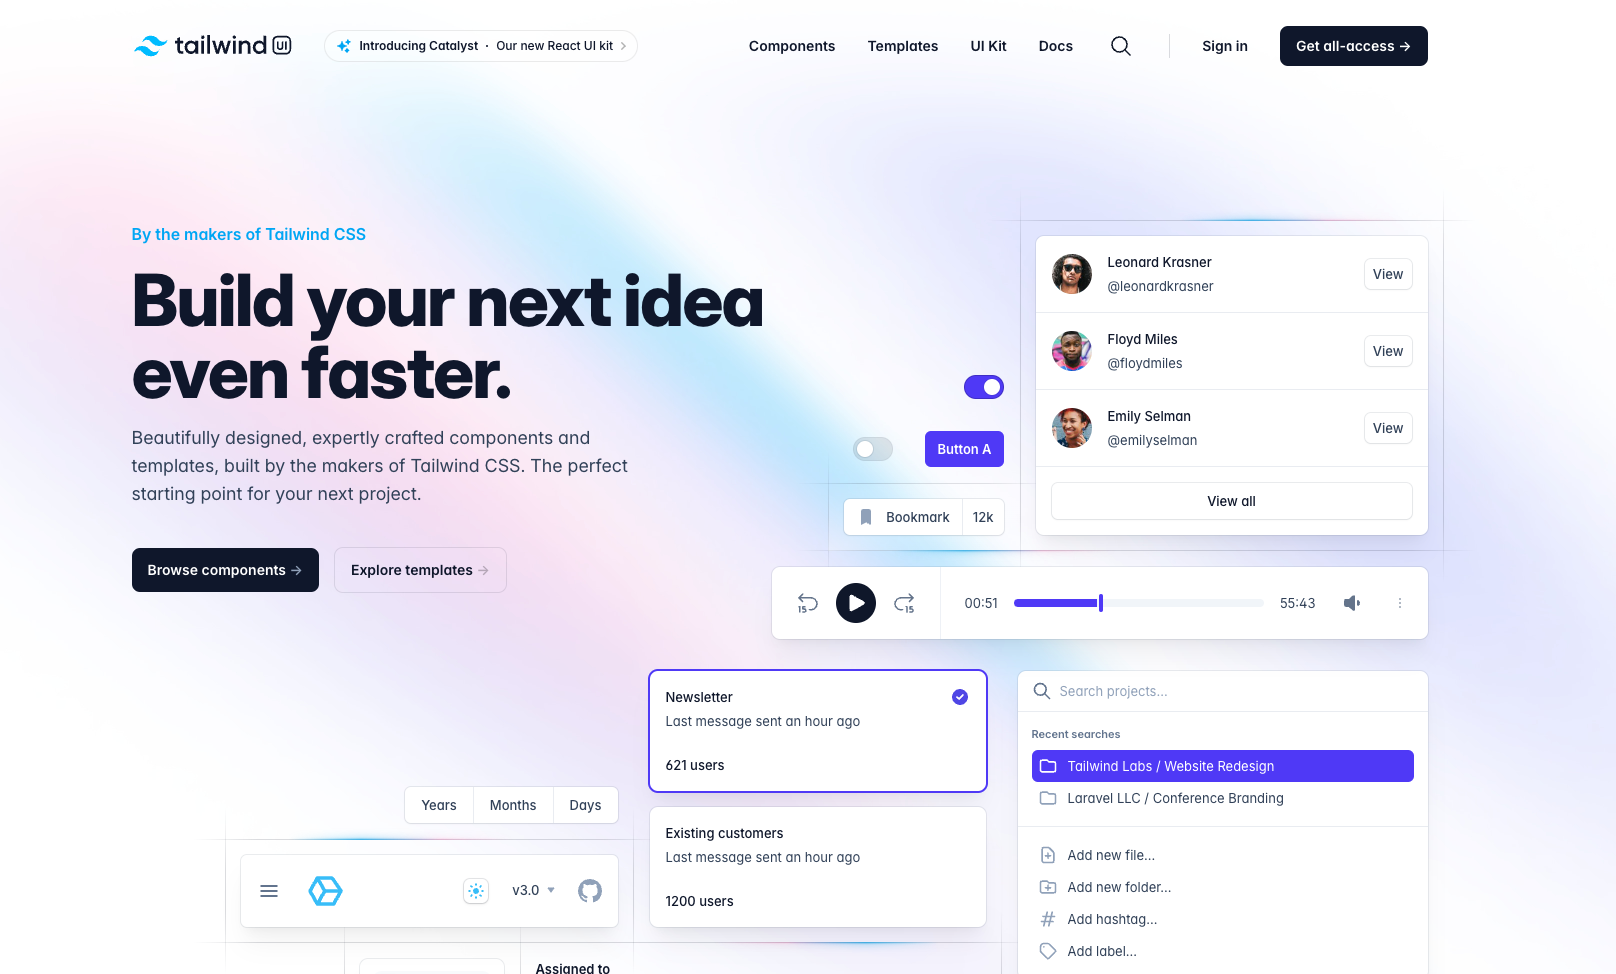 tailwind UI
Introducing Catalyst · Our new React UI kit
Components
Templates
UI Kit
Docs
Sign in
Get all-access →
By the makers of Tailwind CSS
Build your next idea
even faster.
Beautifully designed, expertly crafted components and
templates, built by the makers of Tailwind CSS. The perfect
starting point for your next project.
Browse components →
Explore templates →
Leonard Krasner
@leonardkrasner
View
Floyd Miles
@floydmiles
View
Emily Selman
@emilyselman
View
View all
Button A
Bookmark
12k
15
15
00:51
55:43
Newsletter
Last message sent an hour ago
621 users
Existing customers
Last message sent an hour ago
1200 users
Search projects...
Recent searches
Tailwind Labs / Website Redesign
Laravel LLC / Conference Branding
Add new file...
Add new folder...
Add hashtag...
Add label...
Years
Months
Days
v3.0
Assigned to